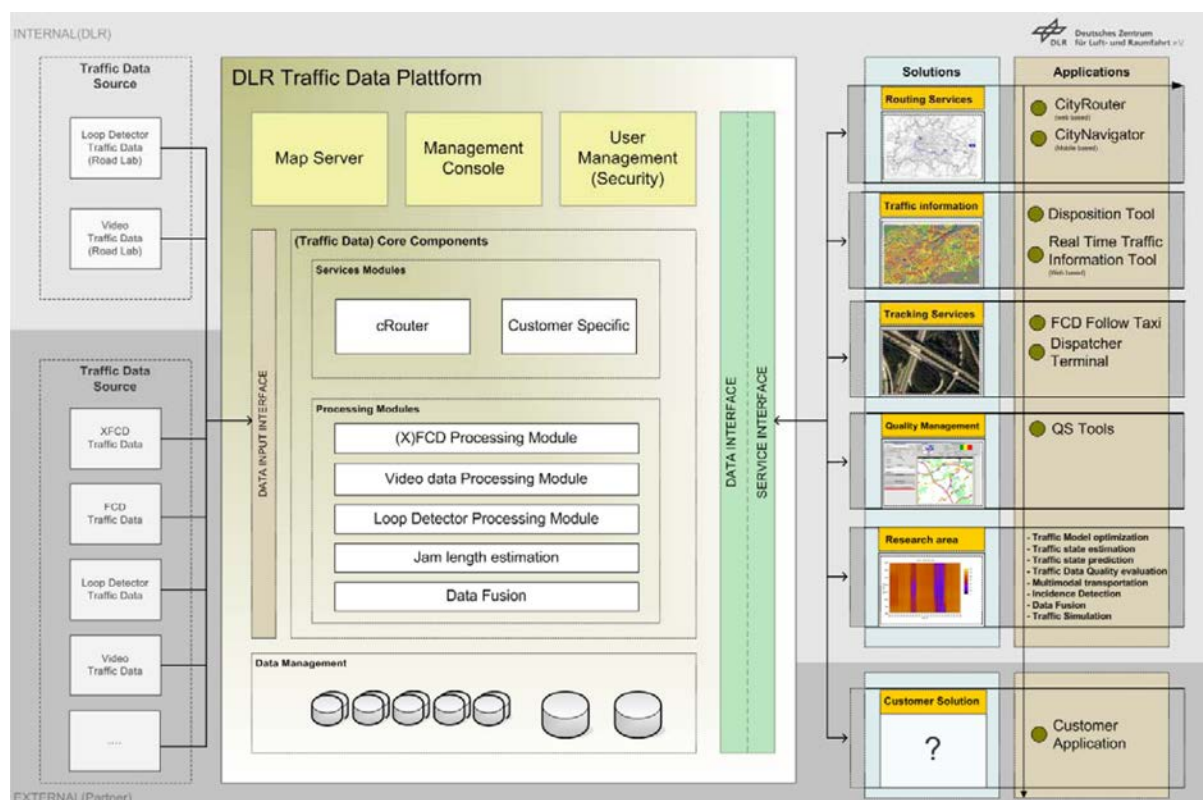 INTERNAL(DLR)
DLR
Deutsches Zentrum
für Luft- und Raumfahrt e.V.
Traffic Data
Source
Loop Detector
Traffic Data
(Road Lab)
Video
Traffic Data
(Road Lab)
Traffic Data
Source
XFCD
Traffic Data
FCD
Traffic Data
Loop Detector
Traffic Data
Video
Traffic Data
....
EXTERNAL(Partner)
DLR Traffic Data Plattform
Map Server
Management
Console
User
Management
(Security)
DATA INPUT INTERFACE
(Traffic Data) Core Components
Services Modules
cRouter
Customer Specific
Processing Modules
(X)FCD Processing Module
Video data Processing Module
Loop Detector Processing Module
Jam length estimation
Data Fusion
Data Management
DATA INTERFACE
SERVICE INTERFACE
Solutions
Applications
Routing Services
CityRouter
(web based)
CityNavigator
(Mobile based)
Traffic information
Disposition Tool
Real Time Traffic
Information Tool
(Web based)
Tracking Services
FCD Follow Taxi
Dispatcher
Terminal
Quality Management
QS Tools
Research area
- Traffic Model optimization
- Traffic state estimation
- Traffic state prediction
- Traffic Data Quality evaluation
- Multimodal transportation
- Incidence Detection
- Data Fusion
- Traffic Simulation
Customer Solution
?
Customer
Application